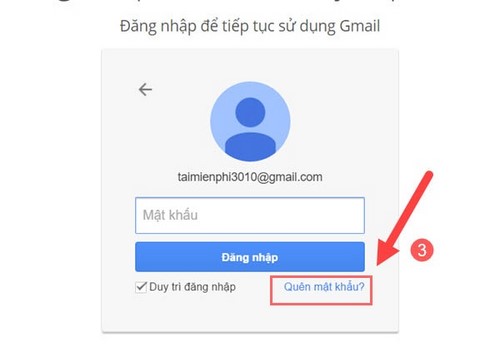 Đăng nhập để tiếp tục sử dụng Gmail
taimienphi3010@gmail.com
Mật khẩu
Đăng nhập
3
Duy trì đăng nhập
Quên mật khẩu?